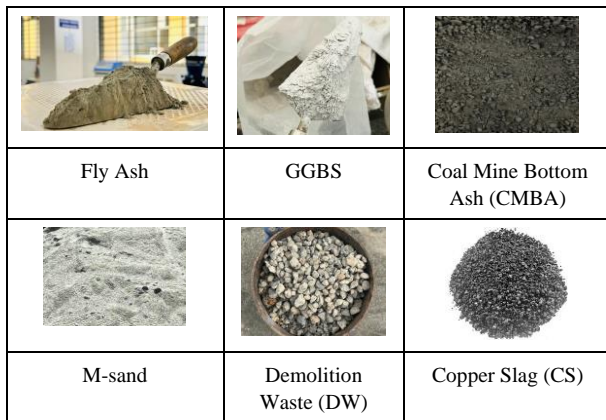 Fly Ash
GGBS
Coal Mine Bottom
Ash (CMBA)
M-sand
Demolition
Waste (DW)
Copper Slag (CS)